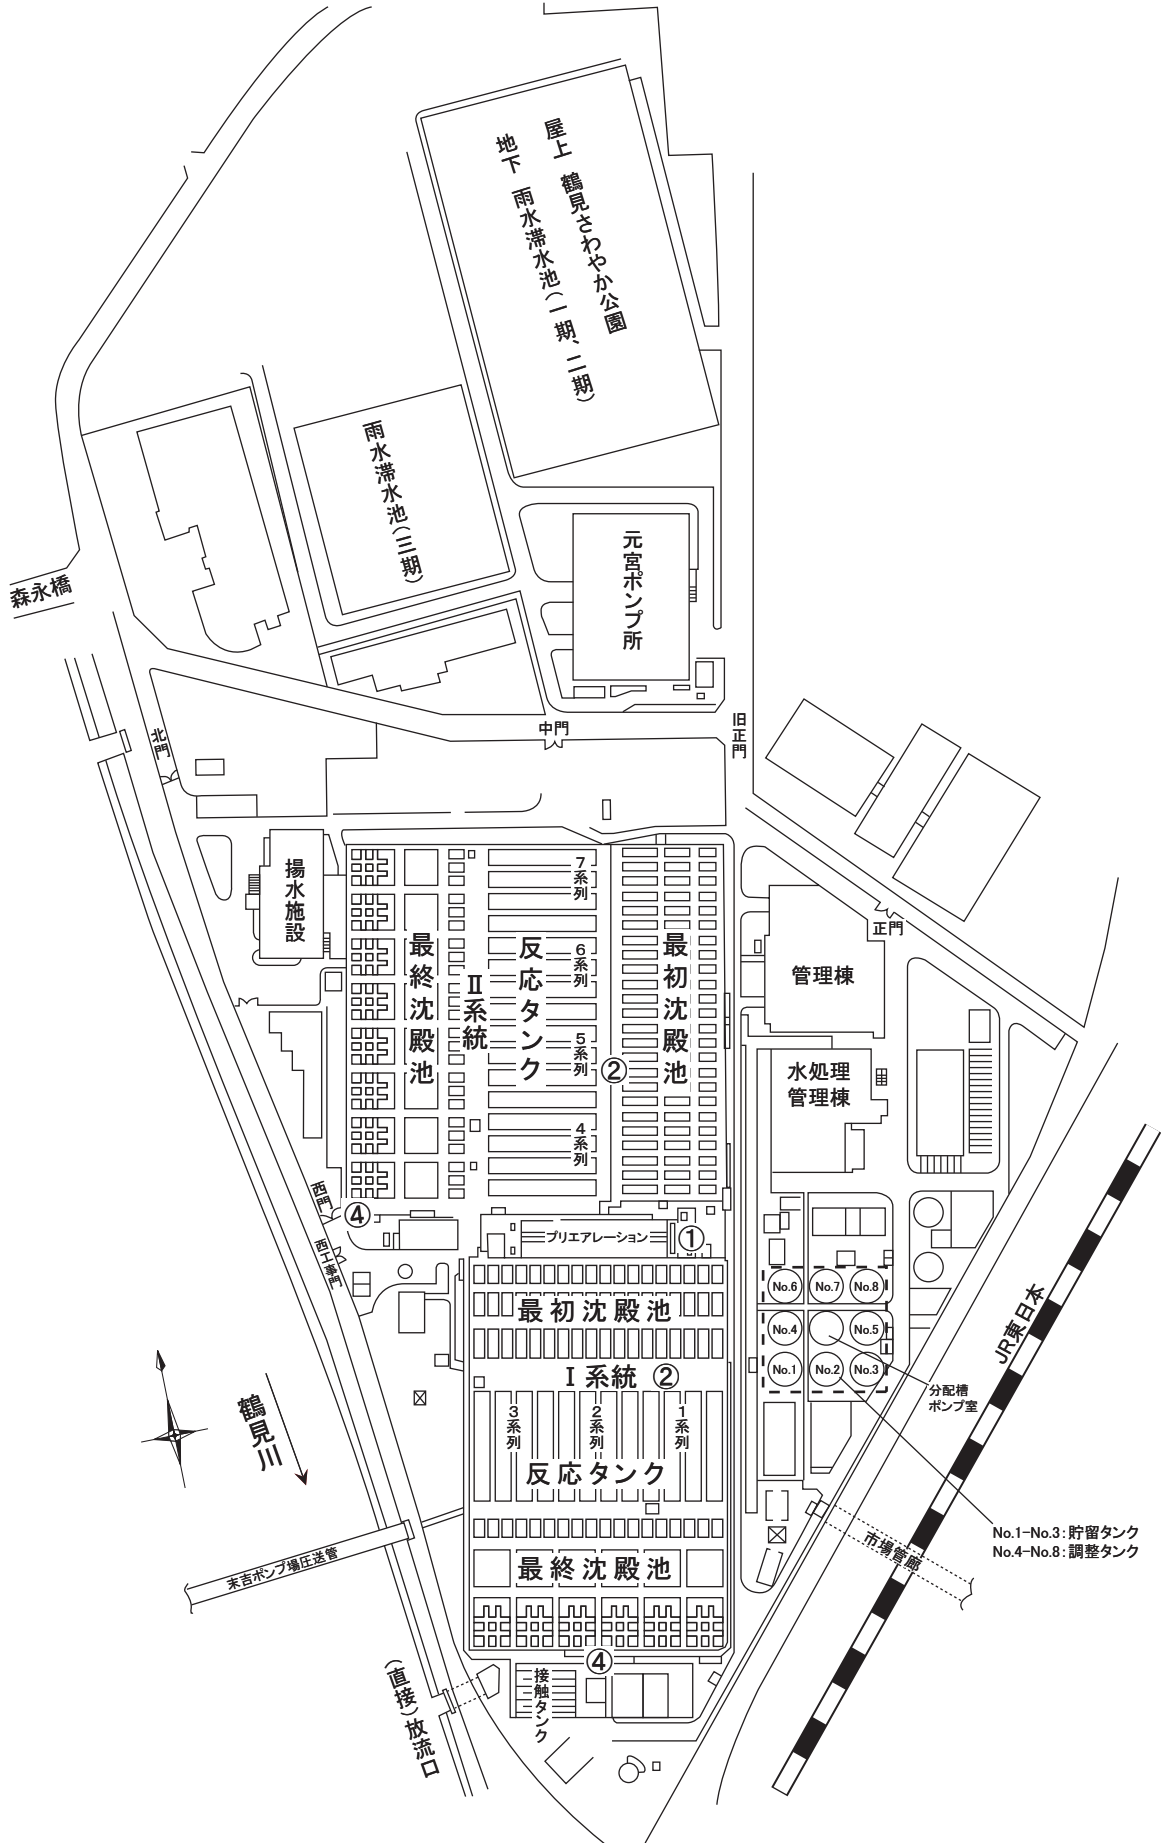 屋上 鶴見さわやか公園
地下 雨水滞水池(一期、二期)
雨水滞水池(三期)
元宮ポンプ所
森永橋
北門
中門
旧正門
正門
揚水施設
7系列
6系列
5系列
4系列
最終沈殿池
Ⅱ系統
反応タンク
②
最初沈殿池
管理棟
水処理
管理棟
西門
④
西工事門
プリエアレーション
①
最初沈殿池
Ⅰ系統 ②
3系列
2系列
1系列
反応タンク
最終沈殿池
④
接触タンク
No.6
No.7
No.8
No.4
No.5
No.1
No.2
No.3
分配槽
ポンプ室
JR東日本
No.1-No.3:貯留タンク
No.4-No.8:調整タンク
市場管廊
鶴見川
末吉ポンプ場圧送管
(直接)放流口